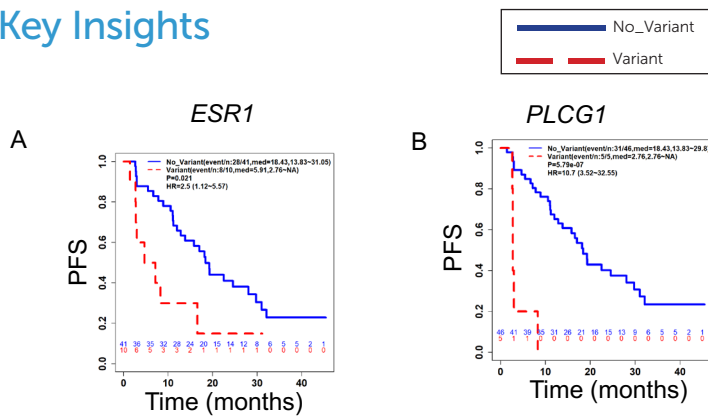 Key Insights
No_Variant
Variant
ESR1
PLCG1
A
No_Variant(event/n:28/41,med=18.43,13.83~31.05)
Variant(event/n:8/10,med=5.91,2.76~NA)
P=0.021
HR=2.5 (1.12~5.57)
PFS
1.0
0.8
0.6
0.4
0.2
0.0
41 36 35 32 28 24 20 15 14 12 8 6 5 5 2 1
10 6 5 3 3 2 1 1 1 1 1 0 0 0 0 0
0 10 20 30 40
Time (months)
B
No_Variant(event/n:31/46,med=18.43,13.83~29.8
Variant(event/n:5/5,med=2.76,2.76~NA)
P=5.79e-07
HR=10.7 (3.52~32.55)
PFS
1.0
0.8
0.6
0.4
0.2
0.0
46 41 39 35 31 26 21 16 15 13 9 6 5 5 2 1
5 1 1 0 0 0 0 0 0 0 0 0 0 0 0
0 10 20 30 40
Time (months)